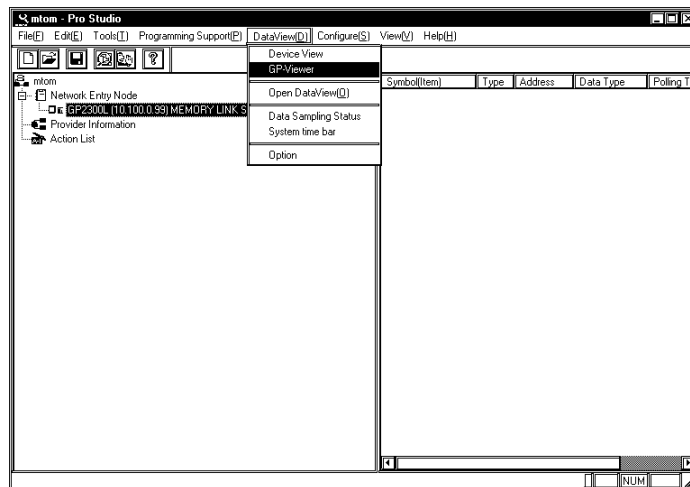 mtom - Pro Studio
File(F) Edit(E) Tools(T) Programming Support(P) DataView(D) Configure(S) View(V) Help(H)
Device View
GP-Viewer
Open DataView(O)
Data Sampling Status
System time bar
Option
mtom
Network Entry Node
GP2300L (10.100.0.99) MEMORY LINK S
Provider Information
Action List
Symbol(Item) Type Address Data Type Polling T
NUM